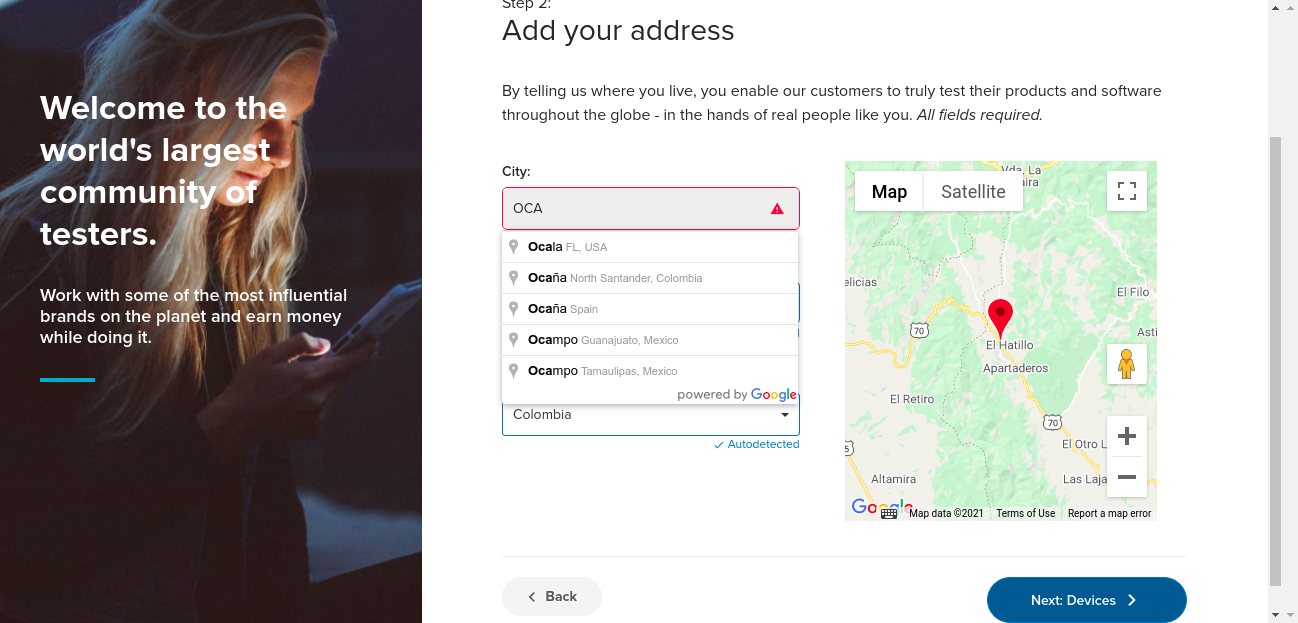 Welcome to the
world's largest
community of
testers.
Work with some of the most influential
brands on the planet and earn money
while doing it.
Step 2:
Add your address
By telling us where you live, you enable our customers to truly test their products and software
throughout the globe - in the hands of real people like you. All fields required.
City:
OCA
Ocala FL, USA
Ocaña North Santander, Colombia
Ocaña Spain
Ocampo Guanajuato, Mexico
Ocampo Tamaulipas, Mexico
powered by Google
Colombia
Autodetected
Map
Satellite
Vda. La
elicias
El Filo
70
Asti
El Hatillo
Apartaderos
El Retiro
70
El Otro L
5
Altamira
Las Laja
Google
Map data ©2021
Terms of Use
Report a map error
Back
Next: Devices